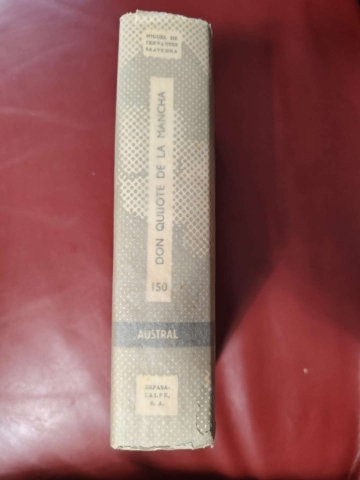 MIGUEL DE
CERVANTES
SAAVEDRA
DON QUIJOTE DE LA MANCHA
150
AUSTRAL
ESPASA-
CALPE,
S. A.